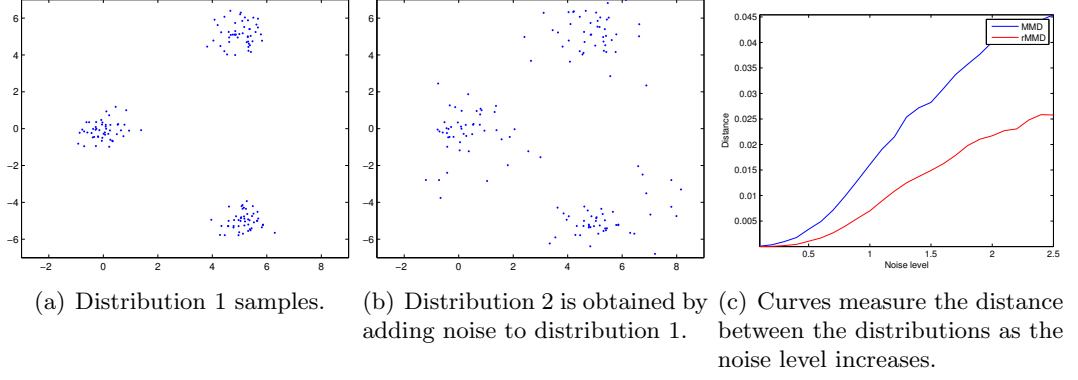 6
4
2
0
−2
−4
−6
−2 0 2 4 6 8
6
4
2
0
−2
−4
−6
−2 0 2 4 6 8
0.045
0.04
0.035
0.03
0.025
0.02
0.015
0.01
0.005
Distance
0.5 1 1.5 2 2.5
Noise level
MMD
rMMD
(a) Distribution 1 samples.
(b) Distribution 2 is obtained by
adding noise to distribution 1.
(c) Curves measure the distance
between the distributions as the
noise level increases.